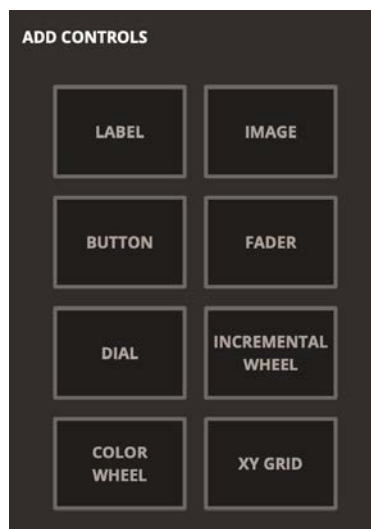 ADD CONTROLS
LABEL
IMAGE
BUTTON
FADER
DIAL
INCREMENTAL
WHEEL
COLOR
WHEEL
XY GRID